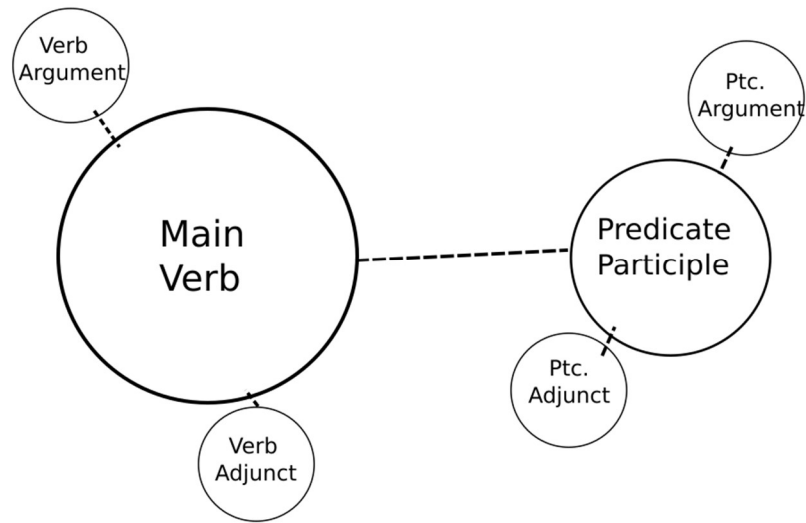 Verb
Argument
Ptc.
Argument
Main
Verb
Predicate
Participle
Ptc.
Adjunct
Verb
Adjunct